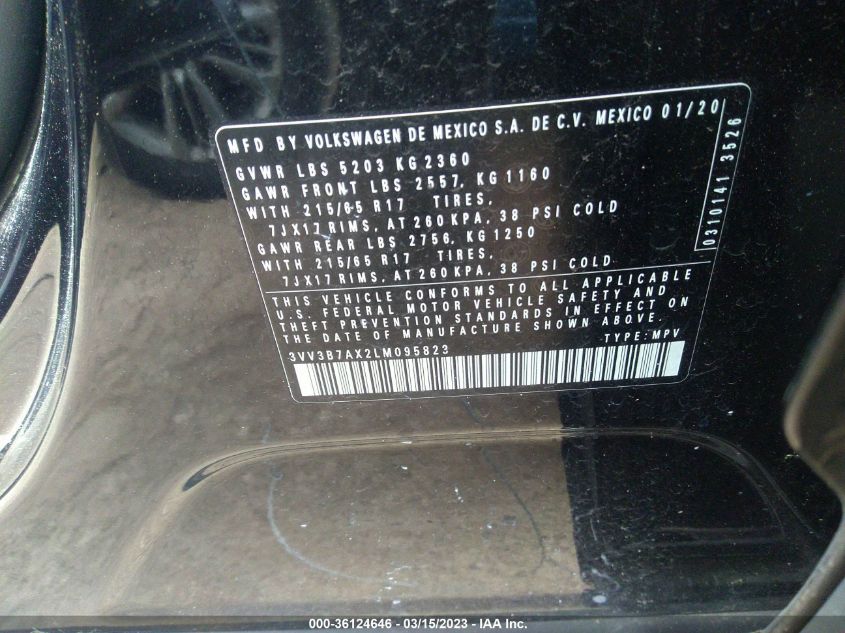 MFD BY VOLKSWAGEN DE MEXICO S.A. DE C.V. MEXICO 01/20
GVWR LBS 5203 KG 2360
GAWR FRONT LBS 2557, KG 1160
WITH 215/65 R17 TIRES,
7JX17 RIMS, AT 260 KPA, 38 PSI COLD
GAWR REAR LBS 2756, KG 1250
WITH 215/65 R17 TIRES,
7JX17 RIMS, AT 260 KPA, 38 PSI COLD
THIS VEHICLE CONFORMS TO ALL APPLICABLE
U.S. FEDERAL MOTOR VEHICLE SAFETY AND
THEFT PREVENTION STANDARDS IN EFFECT ON
THE DATE OF MANUFACTURE SHOWN ABOVE.
3VV3B7AX2LM095823 TYPE: MPV
0310141 3526
000-36124646 - 03/15/2023 - IAA Inc.